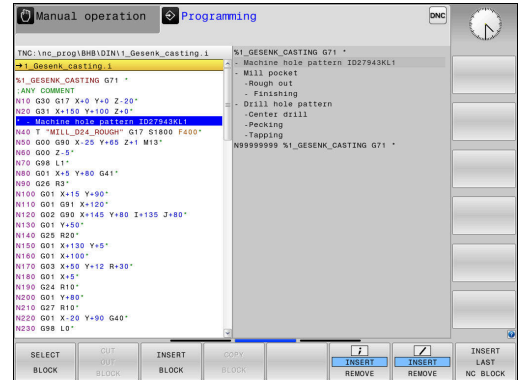 Manual operation
Programming
DNC
TNC:\nc_prog\BHB\DIN\1_Gesenk_casting.i
→1_Gesenk_casting.i
%1_GESENK_CASTING G71 *
;ANY COMMENT
N10 G30 G17 X+0 Y+0 Z-20*
N20 G31 X+150 Y+100 Z+0*
* - Machine hole pattern ID27943KL1
N40 T "MILL_D24_ROUGH" G17 S1800 F400*
N50 G00 G90 X-25 Y+65 Z+1 M13*
N60 G00 Z-5*
N70 G98 L1*
N80 G01 X+5 Y+80 G41*
N90 G26 R3*
N100 G01 X+15 Y+90*
N110 G01 G91 X+120*
N120 G02 G90 X+145 Y+80 I+135 J+80*
N130 G01 Y+50*
N140 G25 R20*
N150 G01 X+130 Y+5*
N160 G01 X+100*
N170 G03 X+50 Y+12 R+30*
N180 G01 X+5*
N190 G24 R10*
N200 G01 Y+80*
N210 G27 R10*
N220 G01 X-20 Y+90 G40*
N230 G98 L0*
%1_GESENK_CASTING G71 *
- Machine hole pattern ID27943KL1
- Mill pocket
-Rough out
- Finishing
- Drill hole pattern
-Center drill
-Pecking
-Tapping
N99999999 %1_GESENK_CASTING G71 *
SELECT
BLOCK
CUT
OUT
BLOCK
INSERT
BLOCK
COPY
BLOCK
;
INSERT
REMOVE
/
INSERT
REMOVE
INSERT
LAST
NC BLOCK